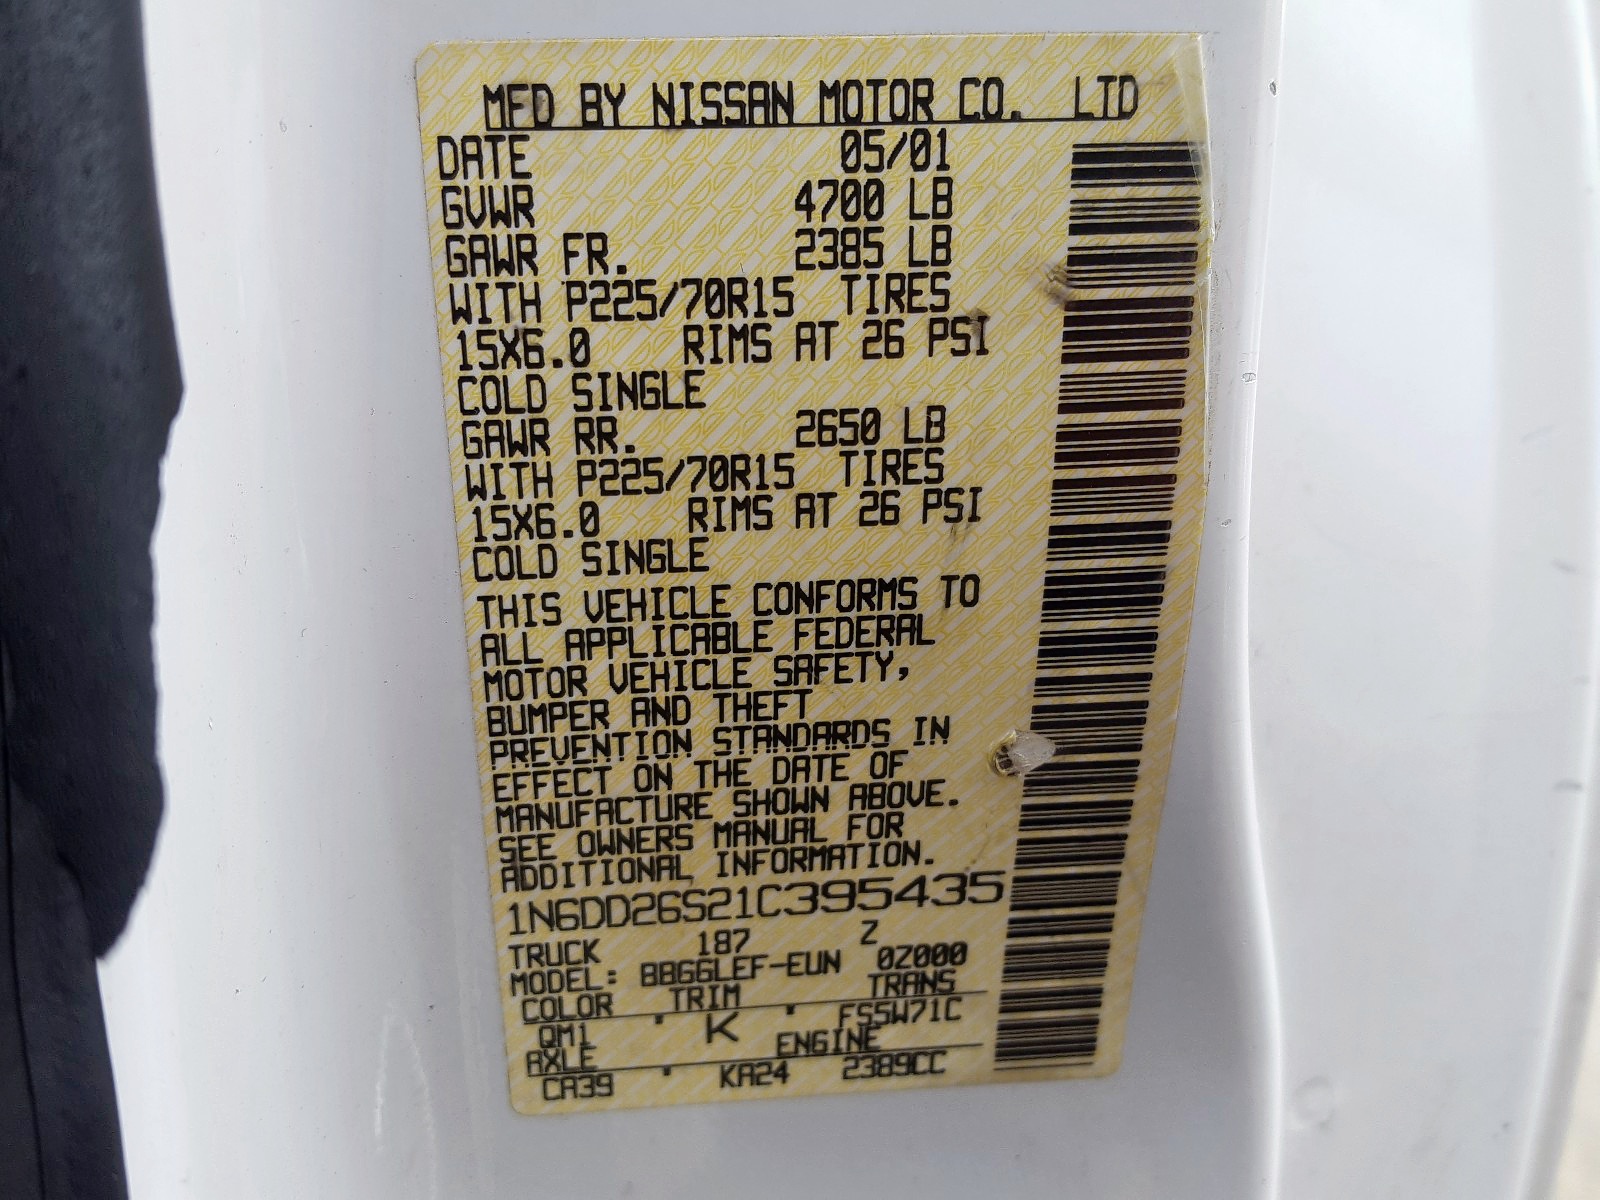 MFD BY NISSAN MOTOR CO. LTD
DATE 05/01
GVWR 4700 LB
GAWR FR. 2385 LB
WITH P225/70R15 TIRES
15X6.0 RIMS AT 26 PSI
COLD SINGLE
GAWR RR. 2650 LB
WITH P225/70R15 TIRES
15X6.0 RIMS AT 26 PSI
COLD SINGLE
THIS VEHICLE CONFORMS TO
ALL APPLICABLE FEDERAL
MOTOR VEHICLE SAFETY,
BUMPER AND THEFT
PREVENTION STANDARDS IN
EFFECT ON THE DATE OF
MANUFACTURE SHOWN ABOVE.
SEE OWNERS MANUAL FOR
ADDITIONAL INFORMATION.
1N6DD26S21C395435
TRUCK 187 Z
MODEL: BBGGLEF-EUN 0Z000
COLOR TRIM TRANS
QM1 K FS5W71C
AXLE ENGINE
CA39 KA24 2389CC